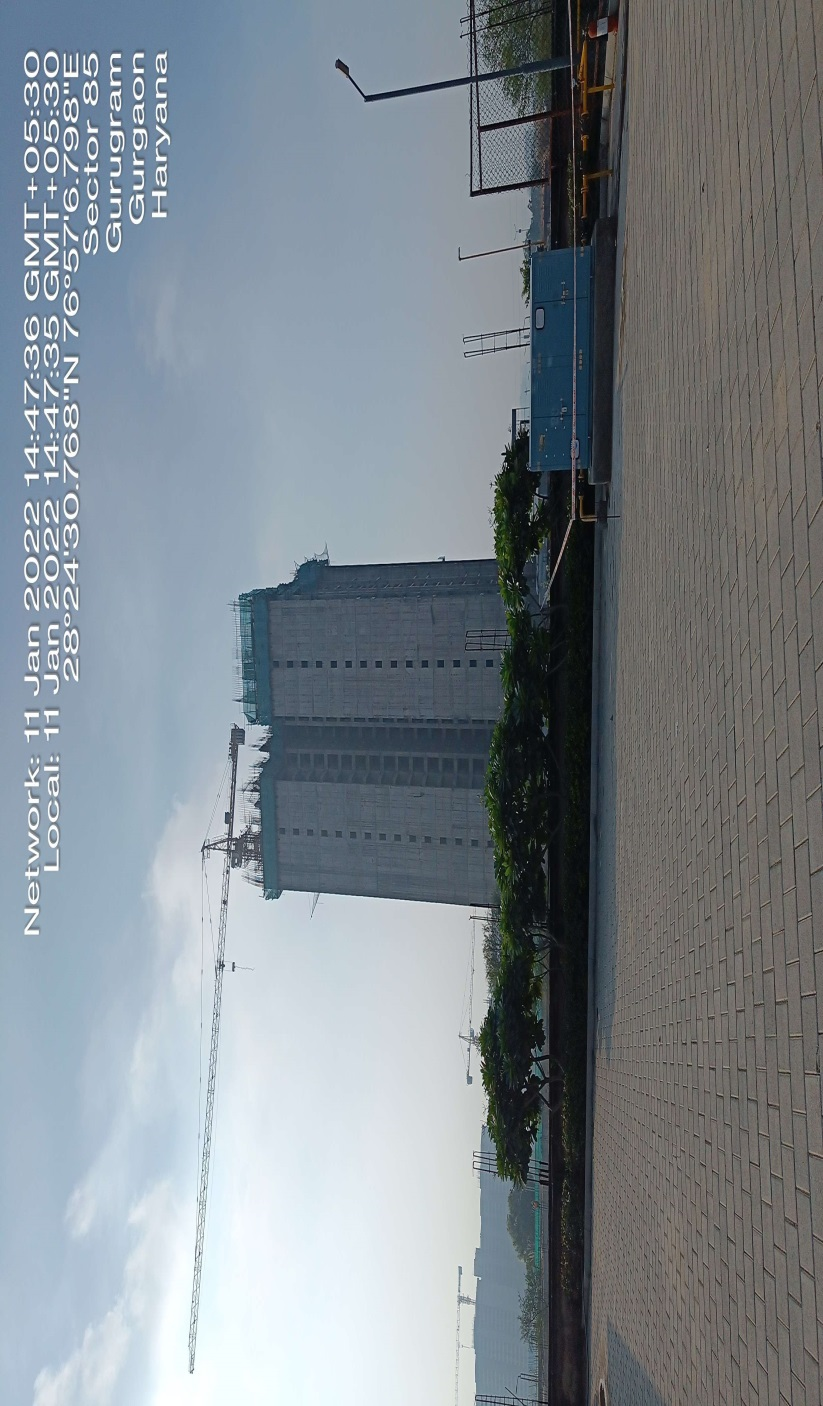 Network: 11 Jan 2022 14:47:36 GMT+05:30
Local: 11 Jan 2022 14:47:35 GMT+05:30
28°24'30.768"N 76°57'6.798"E
Sector 85
Gurugram
Gurgaon
Haryana